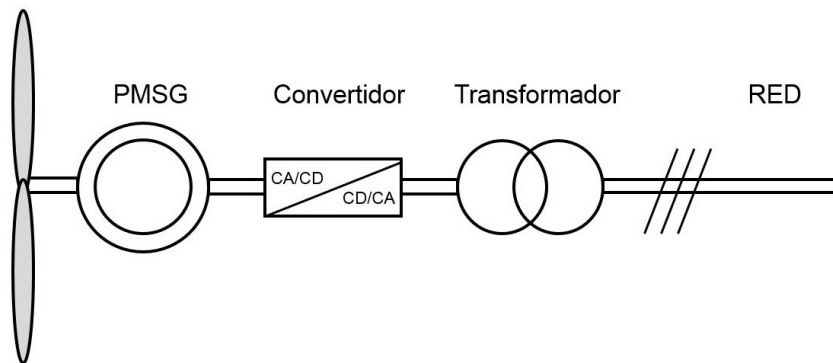 PMSG
Convertidor
Transformador
RED
CA/CD
CD/CA